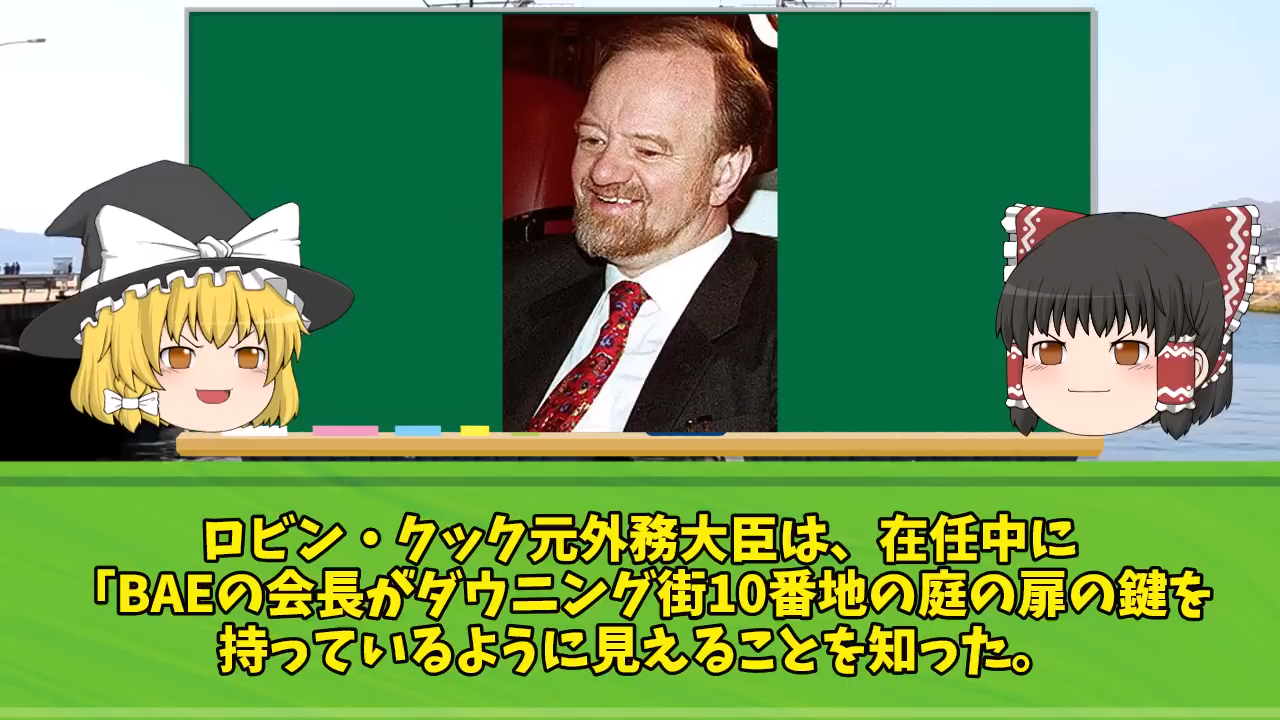 ロビン・クック元外務大臣は、在任中に
「BAEの会長がダウニング街10番地の庭の扉の鍵を
持っているように見えることを知った。